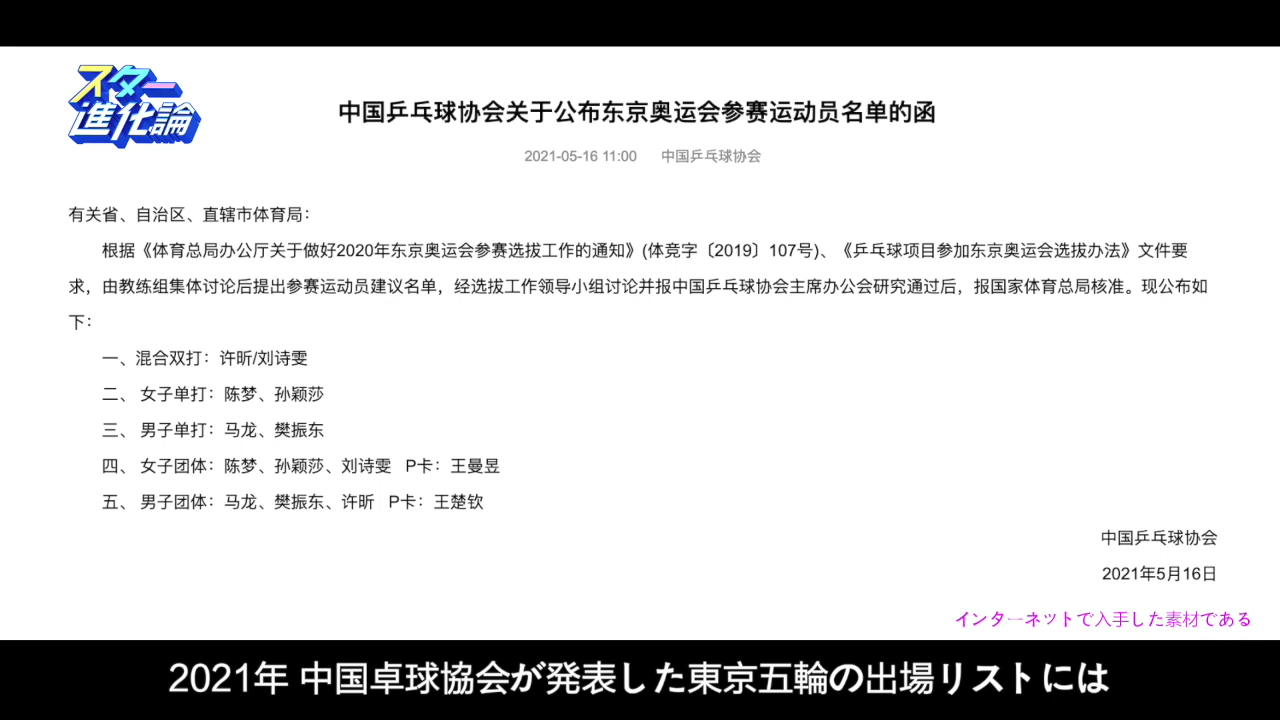 スター
進化論
中国乒乓球协会关于公布东京奥运会参赛运动员名单的函
2021-05-16 11:00 中国乒乓球协会
有关省、自治区、直辖市体育局：
根据《体育总局办公厅关于做好2020年东京奥运会参赛选拔工作的通知》(体竞字〔2019〕107号)、《乒乓球项目参加东京奥运会选拔办法》文件要
求，由教练组集体讨论后提出参赛运动员建议名单，经选拔工作领导小组讨论并报中国乒乓球协会主席办公会研究通过后，报国家体育总局核准。现公布如
下：
一、混合双打：许昕/刘诗雯
二、 女子单打：陈梦、孙颖莎
三、 男子单打：马龙、樊振东
四、 女子团体：陈梦、孙颖莎、刘诗雯 P卡：王曼昱
五、 男子团体：马龙、樊振东、许昕 P卡：王楚钦
中国乒乓球协会
2021年5月16日
インターネットで入手した素材である
2021年 中国卓球協会が発表した東京五輪の出場リストには